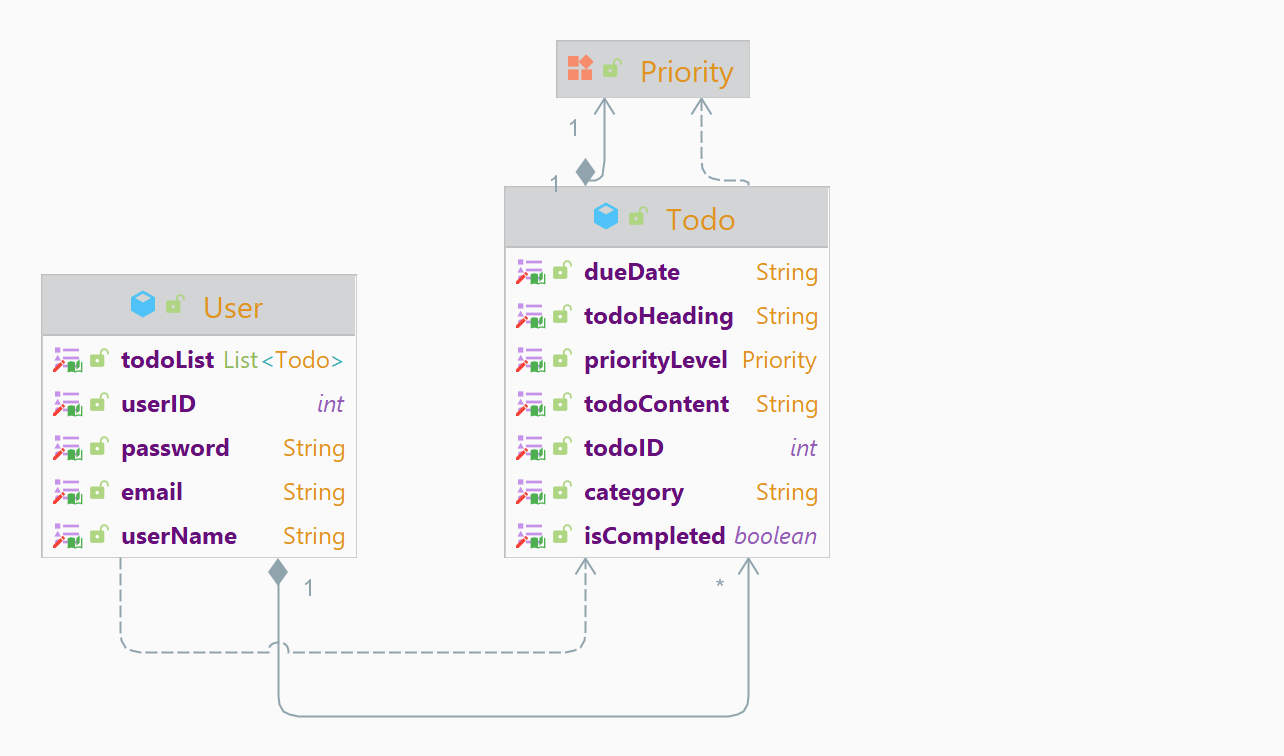 Priority
1
1
Todo
dueDate String
todoHeading String
priorityLevel Priority
todoContent String
todoID int
category String
isCompleted boolean
User
todoList List<Todo>
userID int
password String
email String
userName String
1
*